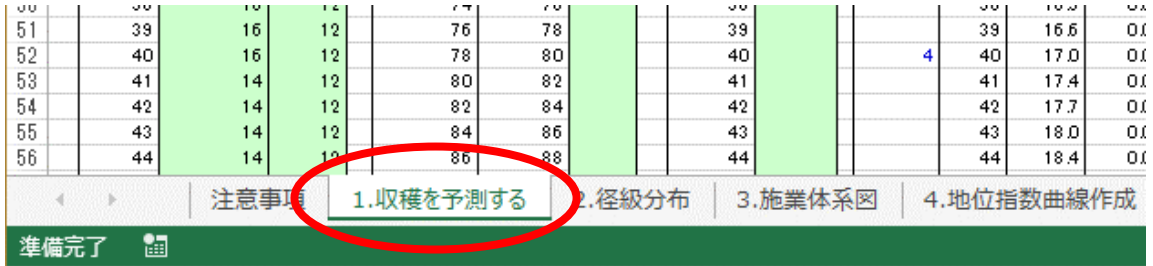 51 39 16 12 76 78 39 39 16.6
52 40 16 12 78 80 40 4 40 17.0
53 41 14 12 80 82 41 41 17.4
54 42 14 12 82 84 42 42 17.7
55 43 14 12 84 86 43 43 18.0
56 44 14 12 86 88 44 44 18.4
注意事項 1.収穫を予測する 2.径級分布 3.施業体系図 4.地位指数曲線作成
準備完了